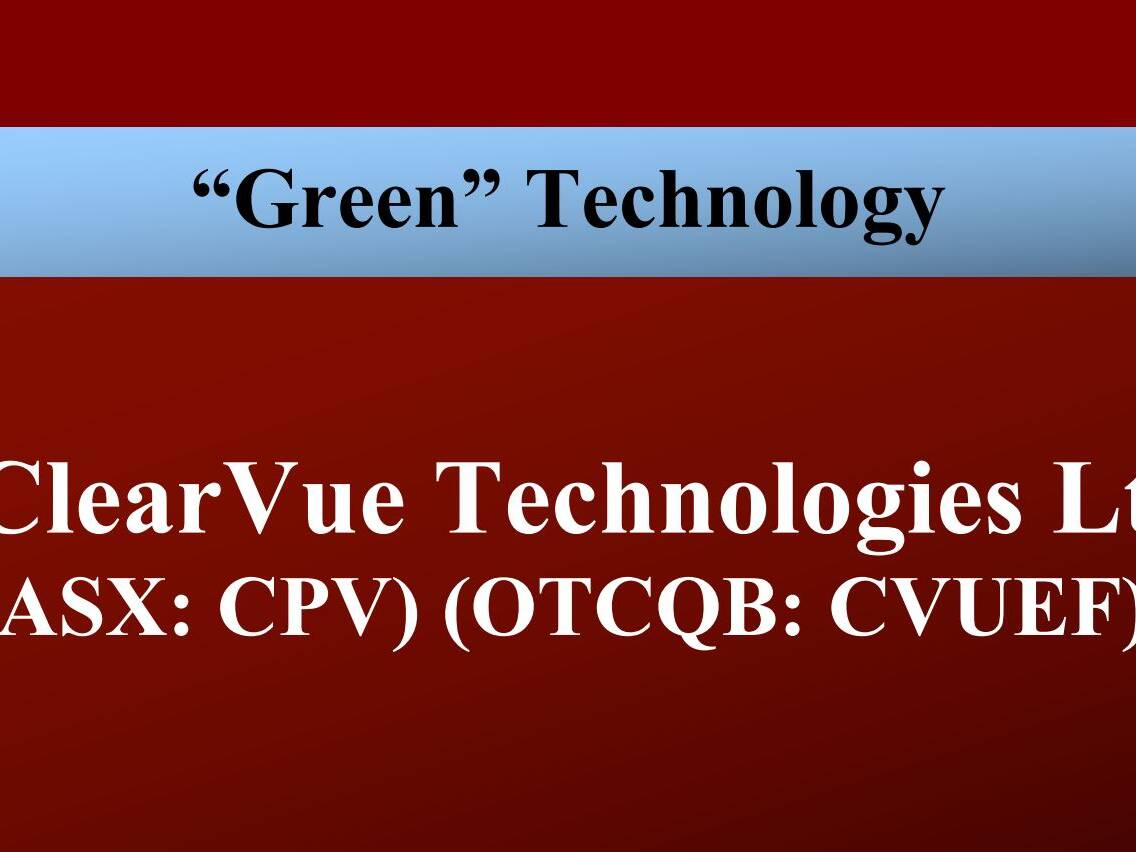 “Green” Technology
ClearVue Technologies Lt
ASX: CPV) (OTCQB: CVUEF)